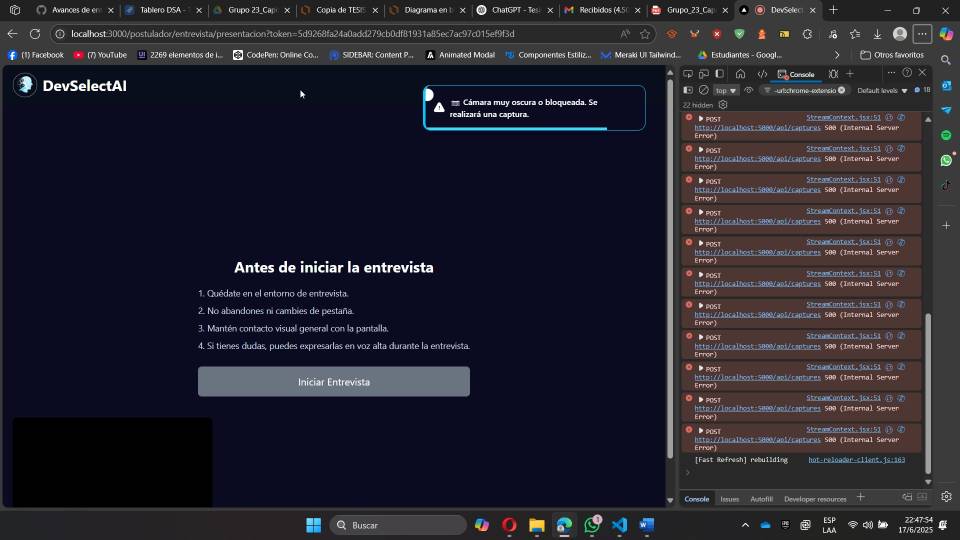 Avances de en
Tablero DSA - T
Grupo 23_Cap
Copia de TESIS
Diagrama en b
ChatGPT - Tesi
Recibidos (4.50
Grupo_23_Cap
DevSelect
localhost:3000/postulador/entrevista/presentacion?token=5d9268fa24a0add279cb0df81931a85ec7ac97c015ef9f3d
(1) Facebook
(7) YouTube
2269 elementos de i...
CodePen: Online Co...
SIDEBAR: Content P...
Animated Modal
Componentes Estiliz...
Meraki UI Tailwind...
Estudiantes - Googl...
Otros favoritos
DevSelectAI
Cámara muy oscura o bloqueada. Se
realizará una captura.
Antes de iniciar la entrevista
1. Quédate en el entorno de entrevista.
2. No abandones ni cambies de pestaña.
3. Mantén contacto visual general con la pantalla.
4. Si tienes dudas, puedes expresarlas en voz alta durante la entrevista.
Iniciar Entrevista
Console
top
-url:chrome-extensio
Default levels
18
22 hidden
POST StreamContext.jsx:51
http://localhost:5000/api/captures 500 (Internal Server
Error)
POST StreamContext.jsx:51
http://localhost:5000/api/captures 500 (Internal Server
Error)
POST StreamContext.jsx:51
http://localhost:5000/api/captures 500 (Internal Server
Error)
POST StreamContext.jsx:51
http://localhost:5000/api/captures 500 (Internal Server
Error)
POST StreamContext.jsx:51
http://localhost:5000/api/captures 500 (Internal Server
Error)
POST StreamContext.jsx:51
http://localhost:5000/api/captures 500 (Internal Server
Error)
POST StreamContext.jsx:51
http://localhost:5000/api/captures 500 (Internal Server
Error)
POST StreamContext.jsx:51
http://localhost:5000/api/captures 500 (Internal Server
Error)
POST StreamContext.jsx:51
http://localhost:5000/api/captures 500 (Internal Server
Error)
POST StreamContext.jsx:51
http://localhost:5000/api/captures 500 (Internal Server
Error)
POST StreamContext.jsx:51
http://localhost:5000/api/captures 500 (Internal Server
Error)
[Fast Refresh] rebuilding hot-reloader-client.js:163
Console
Issues
Autofill
Developer resources
Buscar
1
ESP
LAA
22:47:54
17/6/2025